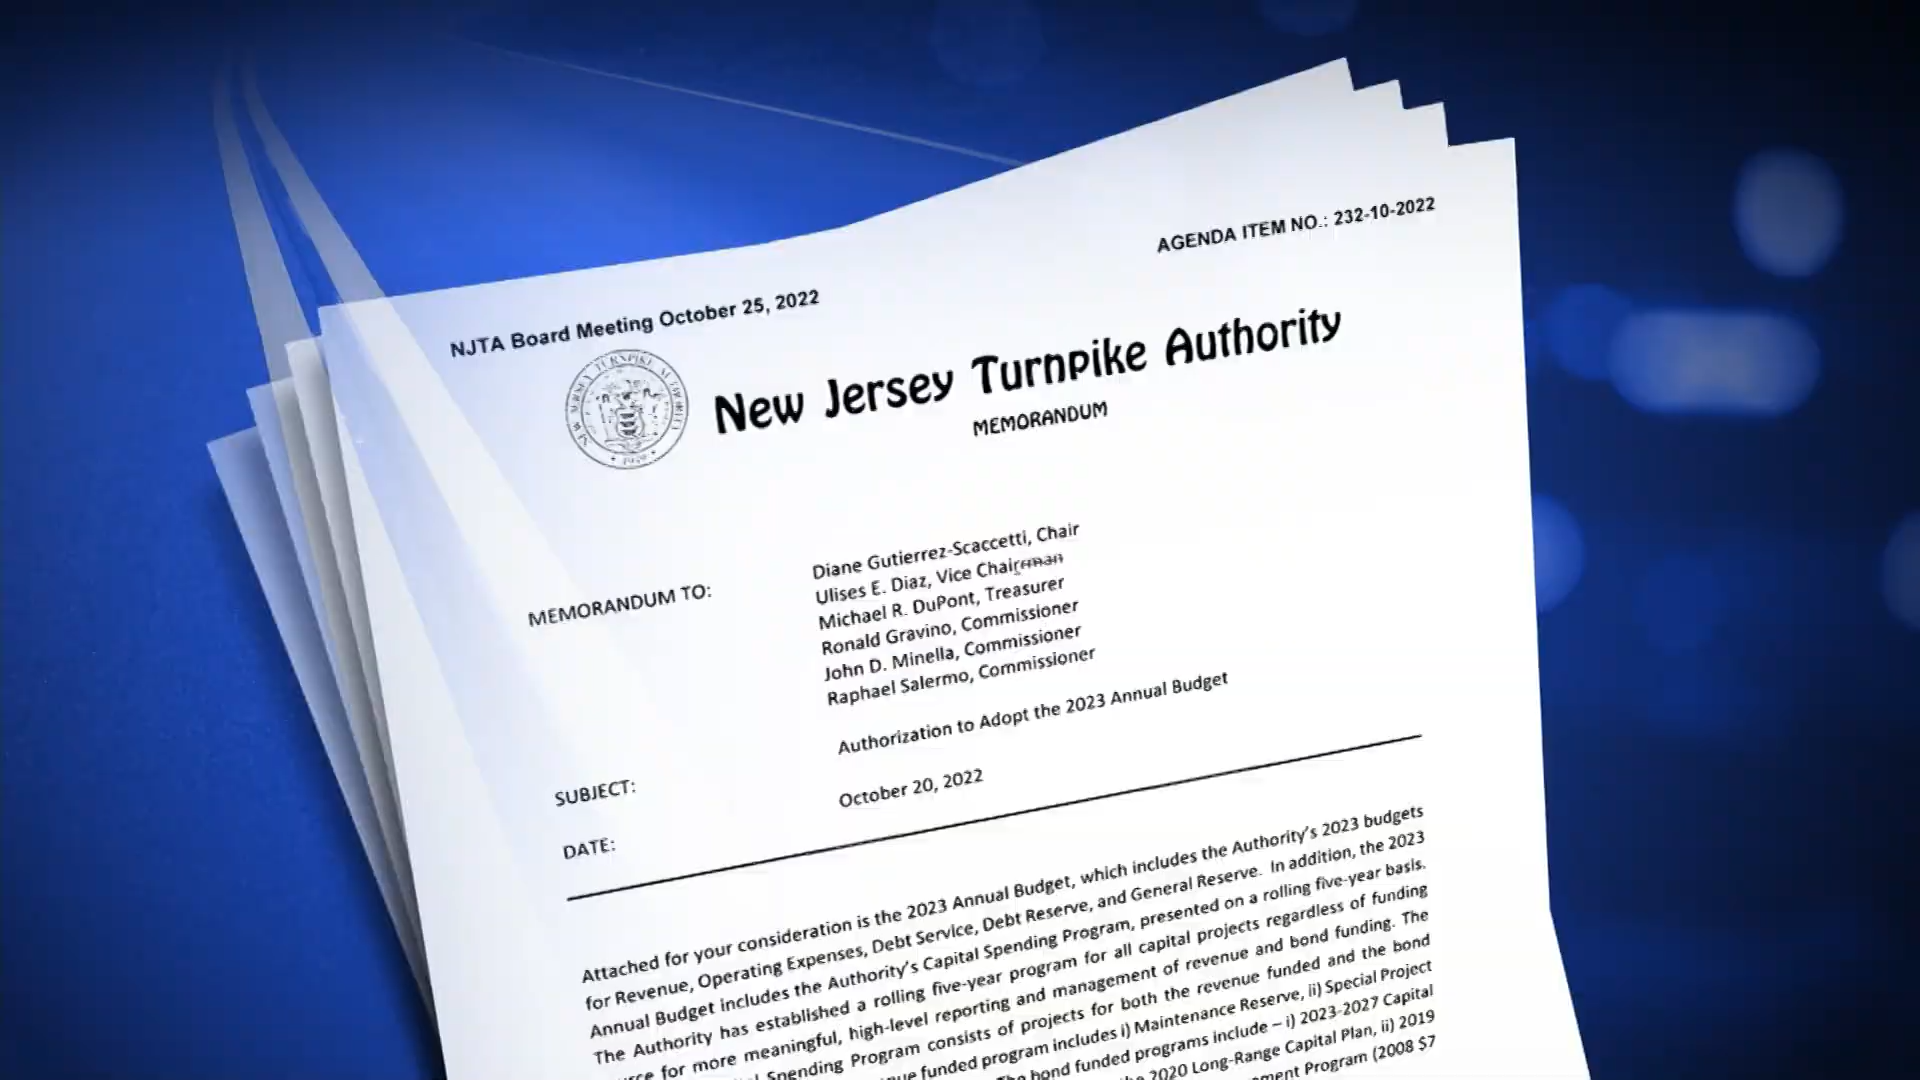 AGENDA ITEM NO.: 232-10-2022
NJTA Board Meeting October 25, 2022
New Jersey Turnpike Authority
MEMORANDUM
MEMORANDUM TO:
Diane Gutierrez-Scaccetti, Chair
Ulises E. Diaz, Vice Chairman
Michael R. DuPont, Treasurer
Ronald Gravino, Commissioner
John D. Minella, Commissioner
Raphael Salermo, Commissioner
SUBJECT:
Authorization to Adopt the 2023 Annual Budget
DATE:
October 20, 2022
Attached for your consideration is the 2023 Annual Budget, which includes the Authority's 2023 budgets
for Revenue, Operating Expenses, Debt Service, Debt Reserve, and General Reserve. In addition, the 2023
Annual Budget includes the Authority's Capital Spending Program, presented on a rolling five-year basis.
The Authority has established a rolling five-year program for all capital projects regardless of funding
for more meaningful, high-level reporting and management of revenue and bond funding. The
Spending Program consists of projects for both the revenue funded and the bond
funded program includes i) Maintenance Reserve, ii) Special Project
bond funded programs include – i) 2023-2027 Capital
2020 Long-Range Capital Plan, ii) 2019
Program (2008 $7